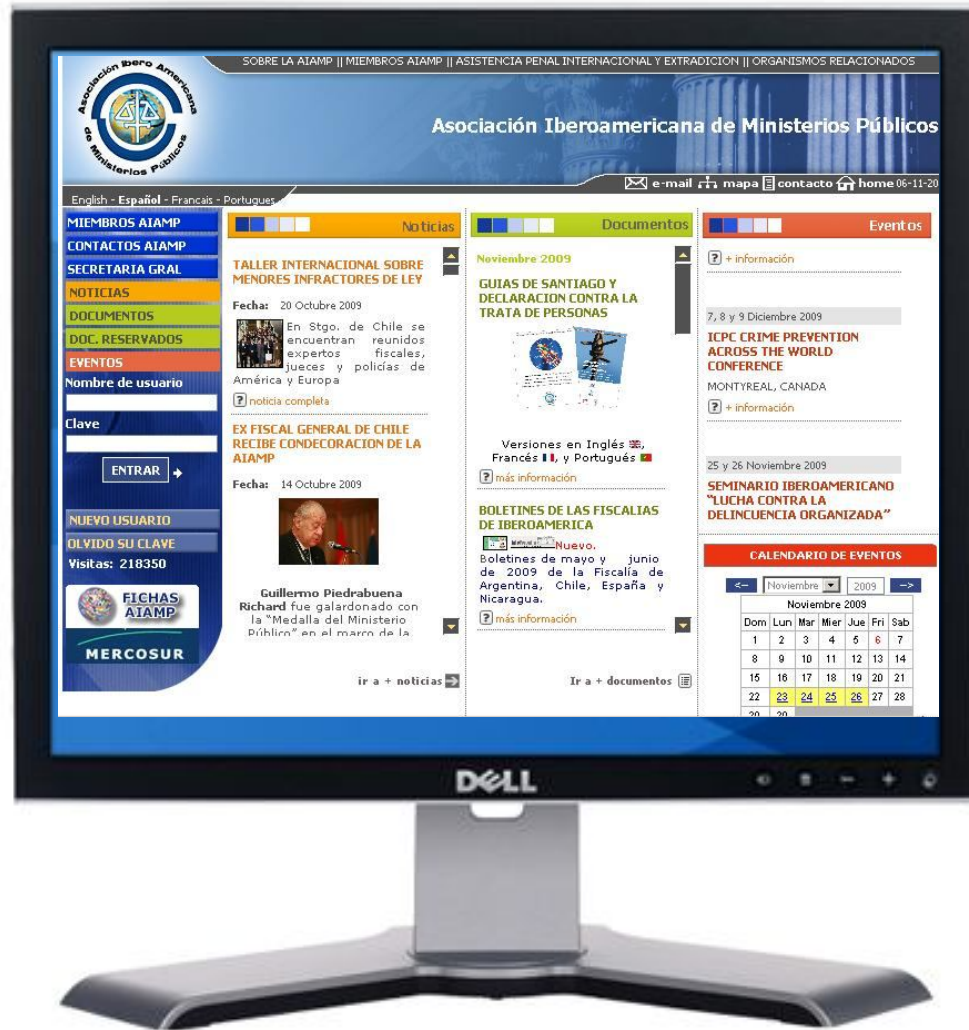 Asociación Ibero Americana
de Ministerios Públicos
SOBRE LA AIAMP || MIEMBROS AIAMP || ASISTENCIA PENAL INTERNACIONAL Y EXTRADICION || ORGANISMOS RELACIONADOS
Asociación Iberoamericana de Ministerios Públicos
e-mail mapa contacto home 06-11-20
English - Español - Francais - Portugues
MIEMBROS AIAMP
CONTACTOS AIAMP
SECRETARIA GRAL
NOTICIAS
DOCUMENTOS
DOC. RESERVADOS
EVENTOS
Nombre de usuario
Clave
ENTRAR
NUEVO USUARIO
OLVIDO SU CLAVE
Visitas: 218350
FICHAS
AIAMP
MERCOSUR
Noticias
TALLER INTERNACIONAL SOBRE
MENORES INFRACTORES DE LEY
Fecha: 20 Octubre 2009
En Stgo. de Chile se
encuentran reunidos
expertos fiscales,
jueces y policías de
América y Europa
? noticia completa
EX FISCAL GENERAL DE CHILE
RECIBE CONDECORACION DE LA
AIAMP
Fecha: 14 Octubre 2009
Guillermo Piedrabuena
Richard fue galardonado con
la "Medalla del Ministerio
Público" en el marco de la
ir a + noticias
Documentos
Noviembre 2009
GUIAS DE SANTIAGO Y
DECLARACION CONTRA LA
TRATA DE PERSONAS
Versiones en Inglés ,
Francés , y Portugués
? más información
BOLETINES DE LAS FISCALIAS
DE IBEROAMERICA
Nuevo.
Boletines de mayo y junio
de 2009 de la Fiscalía de
Argentina, Chile, España y
Nicaragua.
? más información
Ir a + documentos
Eventos
? + información
7, 8 y 9 Diciembre 2009
ICPC CRIME PREVENTION
ACROSS THE WORLD
CONFERENCE
MONTYREAL, CANADA
? + información
25 y 26 Noviembre 2009
SEMINARIO IBEROAMERICANO
"LUCHA CONTRA LA
DELINCUENCIA ORGANIZADA"
CALENDARIO DE EVENTOS
<- Noviembre 2009 ->
Noviembre 2009
Dom Lun Mar Mier Jue Fri Sab
1 2 3 4 5 6 7
8 9 10 11 12 13 14
15 16 17 18 19 20 21
22 23 24 25 26 27 28
DELL